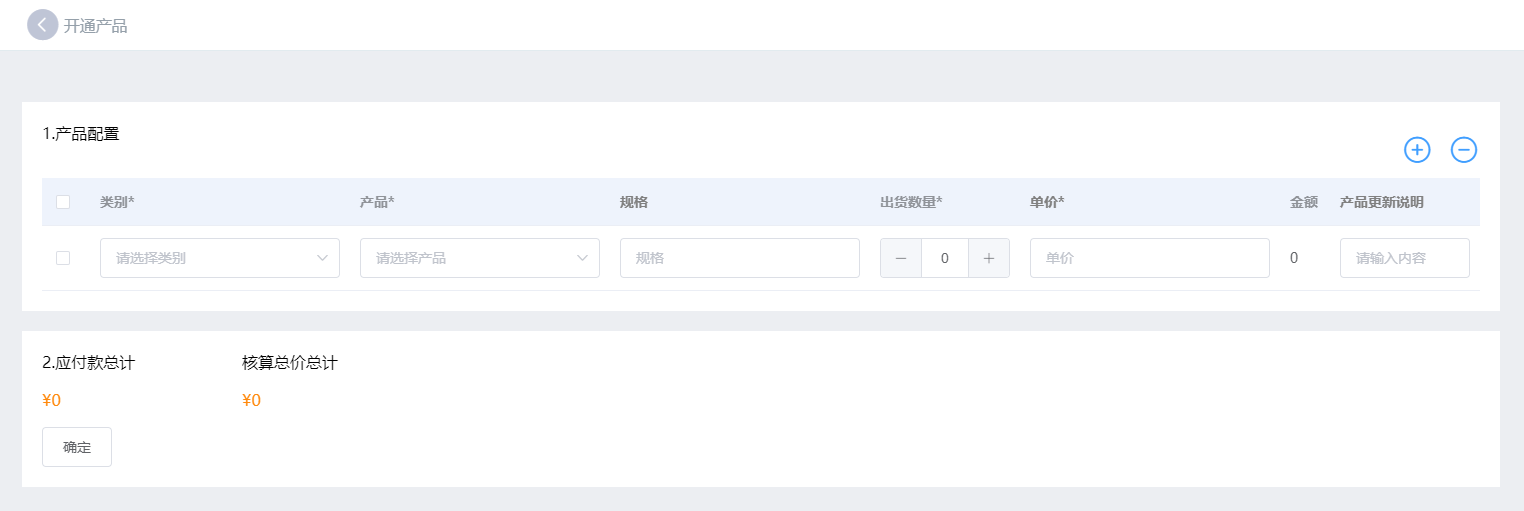 开通产品
1.产品配置
类别* 产品* 规格 出货数量* 单价* 金额 产品更新说明
请选择类别 请选择产品 规格 0 单价 0 请输入内容
2.应付款总计 核算总价总计
¥0 ¥0
确定